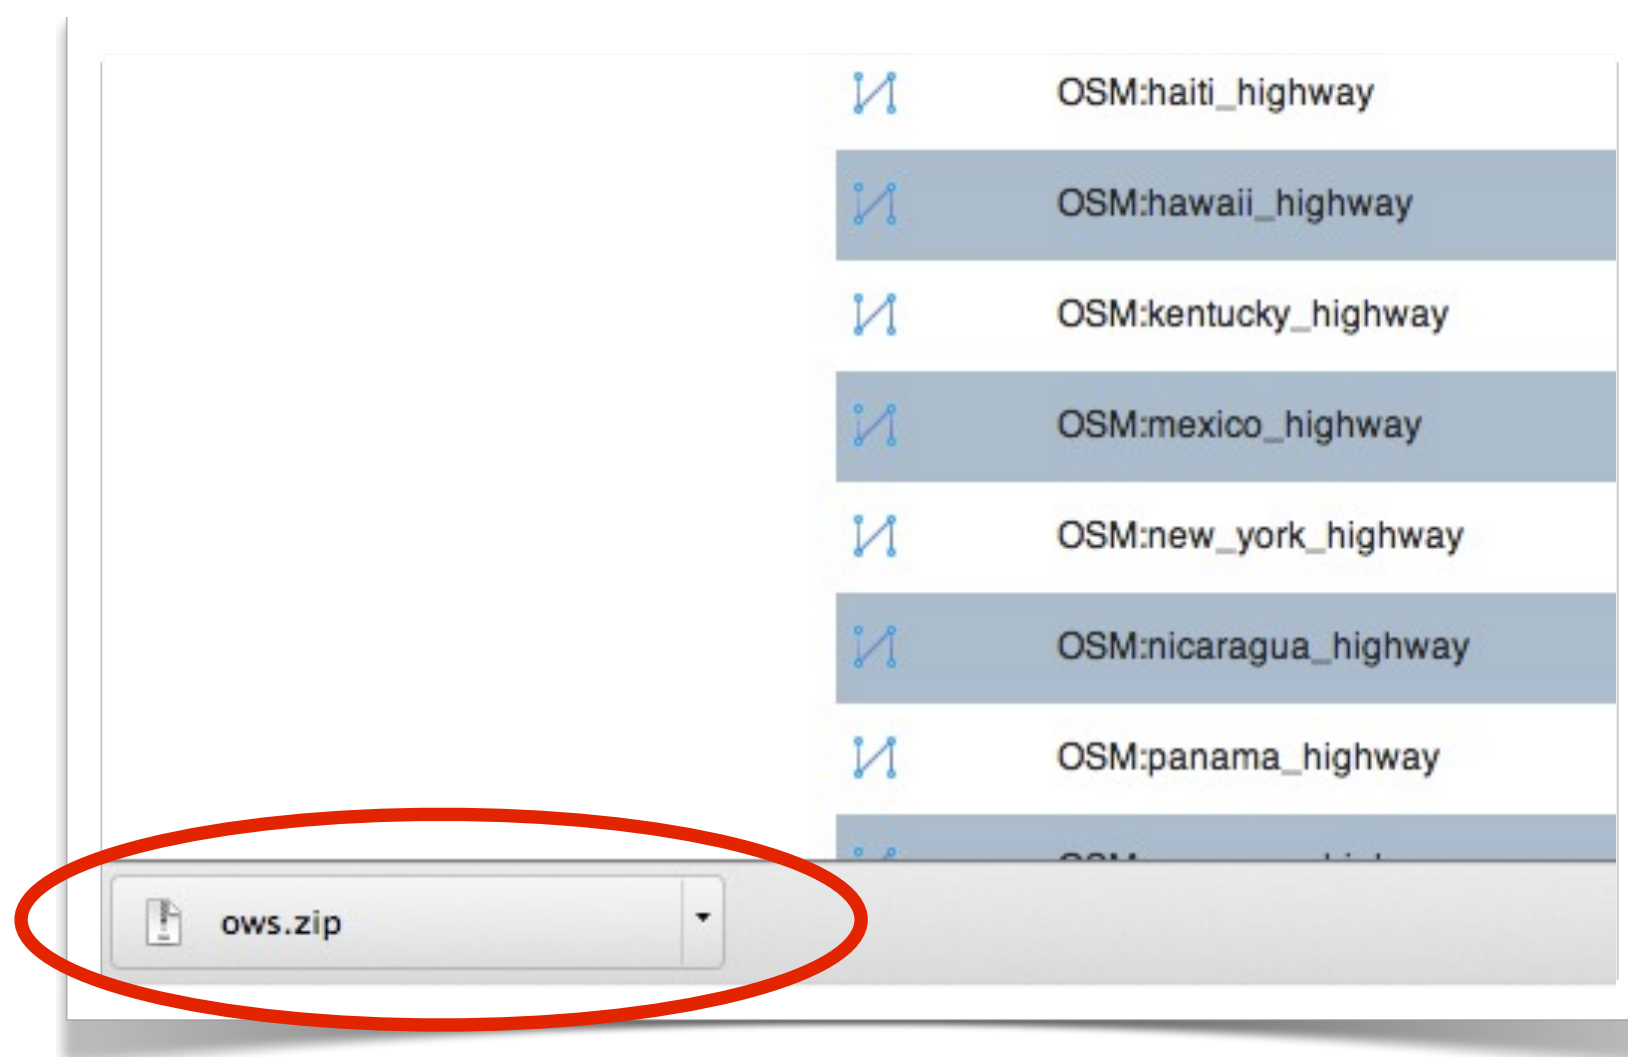 OSM:haiti_highway
OSM:hawaii_highway
OSM:kentucky_highway
OSM:mexico_highway
OSM:new_york_highway
OSM:nicaragua_highway
OSM:panama_highway
ows.zip